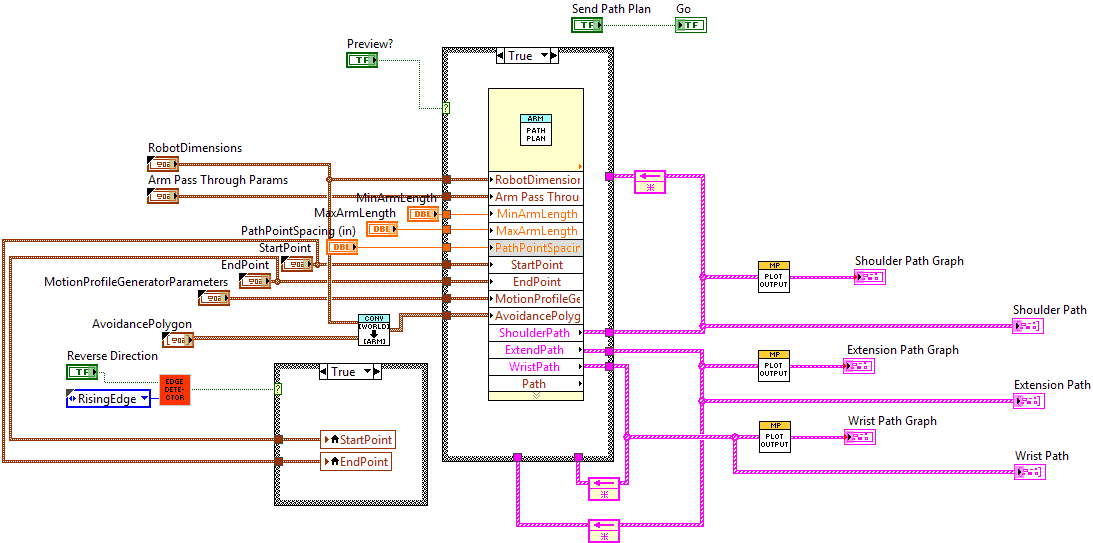 Send Path Plan
Go
TF
TF
Preview?
TF
True
?
ARM
PATH
PLAN
RobotDimensions
Arm Pass Through Params
MinArmLength
DBL
MaxArmLength
DBL
PathPointSpacing (in)
DBL
StartPoint
EndPoint
MotionProfileGeneratorParameters
AvoidancePolygon
CONV
[WORLD]
[ARM]
RobotDimension
Arm Pass Throu
MinArmLength
MaxArmLength
PathPointSpacin
StartPoint
EndPoint
MotionProfileGe
AvoidancePolyg
ShoulderPath
ExtendPath
WristPath
Path
Reverse Direction
TF
RisingEdge
EDGE
DETE-
CTOR
True
?
StartPoint
EndPoint
MP
PLOT
OUTPUT
Shoulder Path Graph
Shoulder Path
MP
PLOT
OUTPUT
Extension Path Graph
Extension Path
MP
PLOT
OUTPUT
Wrist Path Graph
Wrist Path